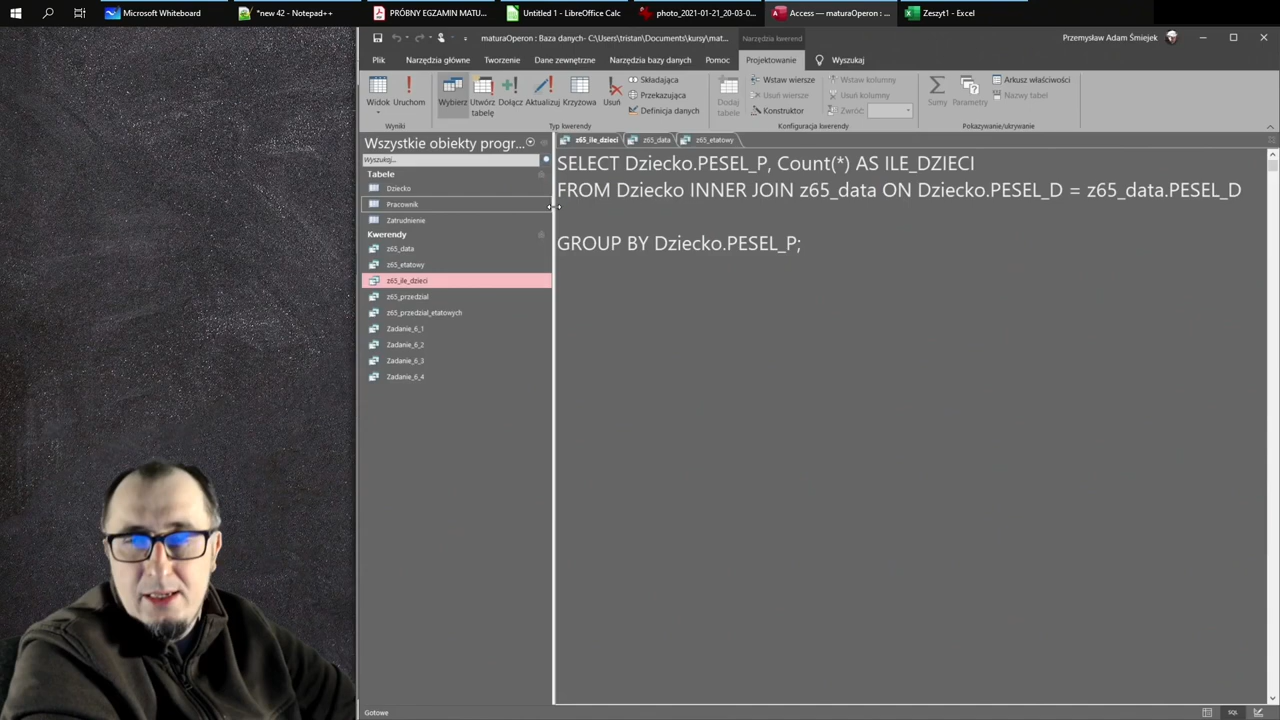 Microsoft Whiteboard
*new 42 - Notepad++
PRÓBNY EGZAMIN MATU...
Untitled 1 - LibreOffice Calc
photo_2021-01-21_20-03-0...
Access — maturaOperon : ...
Zeszyt1 - Excel
maturaOperon : Baza danych- C:\Users\tristan\Documents\kursy\mat...
Narzędzia kwerend
Przemysław Adam Śmiejek
Plik
Narzędzia główne
Tworzenie
Dane zewnętrzne
Narzędzia bazy danych
Pomoc
Projektowanie
Wyszukaj
Widok
Uruchom
Wyniki
Wybierz
Utwórz tabelę
Dołącz
Aktualizuj
Krzyżowa
Usuń
Składająca
Przekazująca
Definicja danych
Typ kwerendy
Dodaj tabele
Wstaw wiersze
Usuń wiersze
Konstruktor
Wstaw kolumny
Usuń kolumny
Zwróć:
Konfiguracja kwerendy
Sumy
Parametry
Arkusz właściwości
Nazwy tabel
Pokazywanie/ukrywanie
Wszystkie obiekty progr...
Wyszukaj...
Tabele
Dziecko
Pracownik
Zatrudnienie
Kwerendy
z65_data
z65_etatowy
z65_ile_dzieci
z65_przedzial
z65_przedzial_etatowych
Zadanie_6_1
Zadanie_6_2
Zadanie_6_3
Zadanie_6_4
z65_ile_dzieci
z65_data
z65_etatowy
SELECT Dziecko.PESEL_P, Count(*) AS ILE_DZIECI
FROM Dziecko INNER JOIN z65_data ON Dziecko.PESEL_D = z65_data.PESEL_D
GROUP BY Dziecko.PESEL_P;
Gotowe
SQL